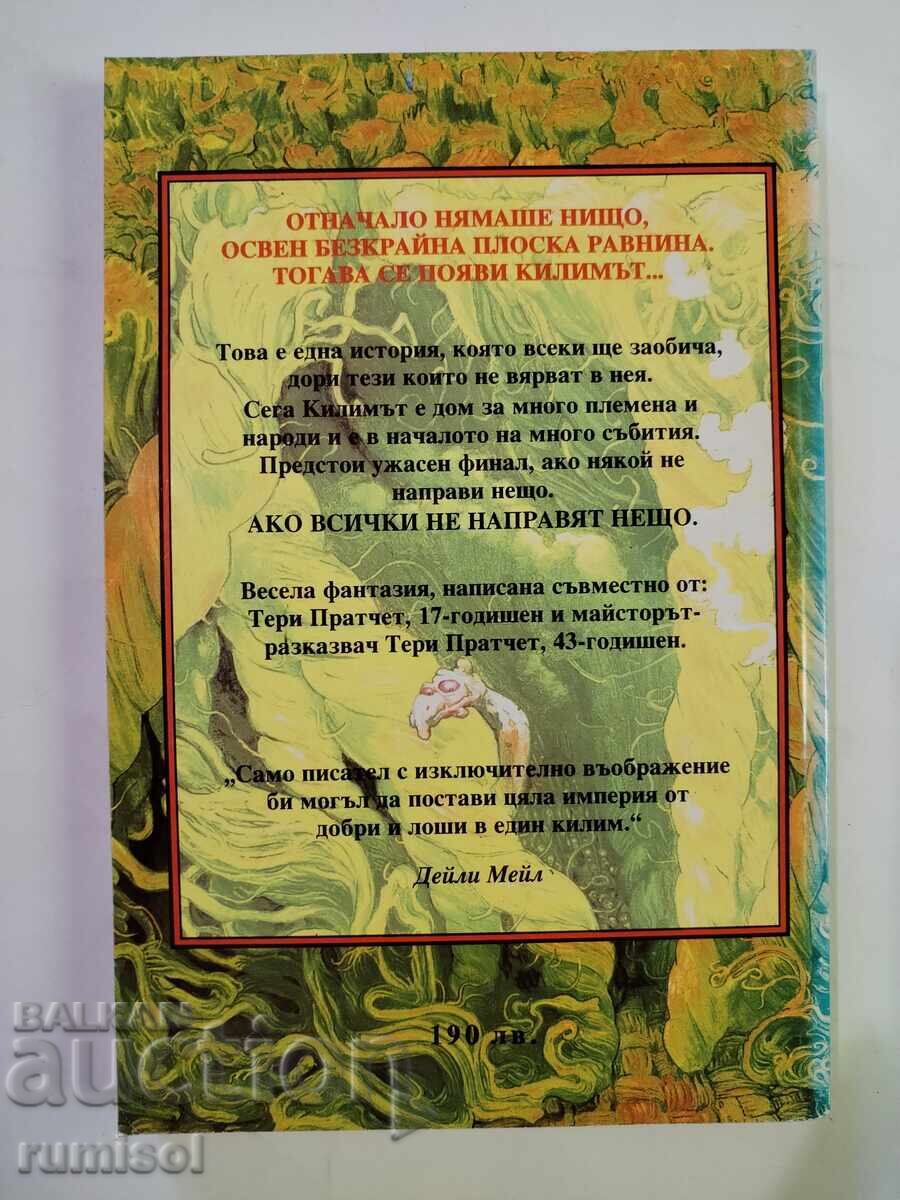 ОТНАЧАЛО НЯМАШЕ НИЩО,
ОСВЕН БЕЗКРАЙНА ПЛОСКА РАВНИНА.
ТОГАВА СЕ ПОЯВИ КИЛИМЪТ...
Това е една история, която всеки ще заобича,
дори тези които не вярват в нея.
Сега Килимът е дом за много племена и
народи и е в началото на много събития.
Предстои ужасен финал, ако някой не
направи нещо.
АКО ВСИЧКИ НЕ НАПРАВЯТ НЕЩО.
Весела фантазия, написана съвместно от:
Тери Пратчет, 17-годишен и майсторът-
разказвач Тери Пратчет, 43-годишен.
„Само писател с изключително въображение
би могъл да постави цяла империя от
добри и лоши в един килим.“
Дейли Мейл
190 лв.
BALKAN
auction
rumisol